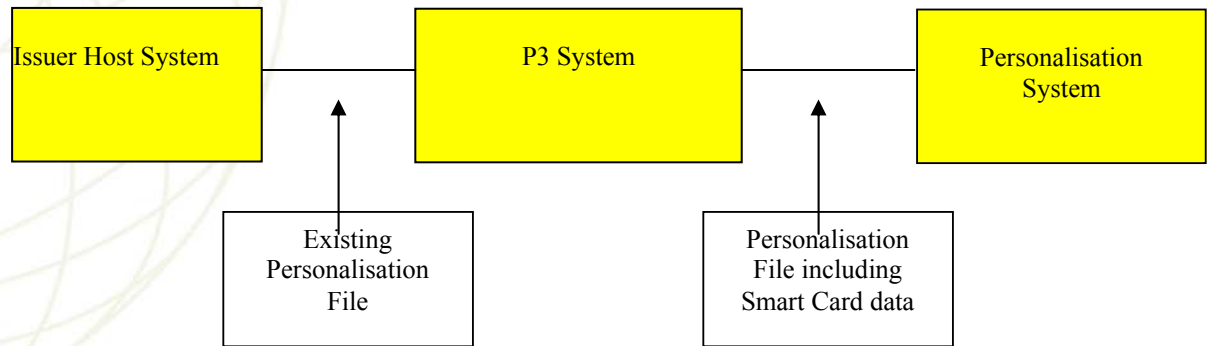 Issuer Host System
P3 System
Personalisation
System
Existing
Personalisation
File
Personalisation
File including
Smart Card data